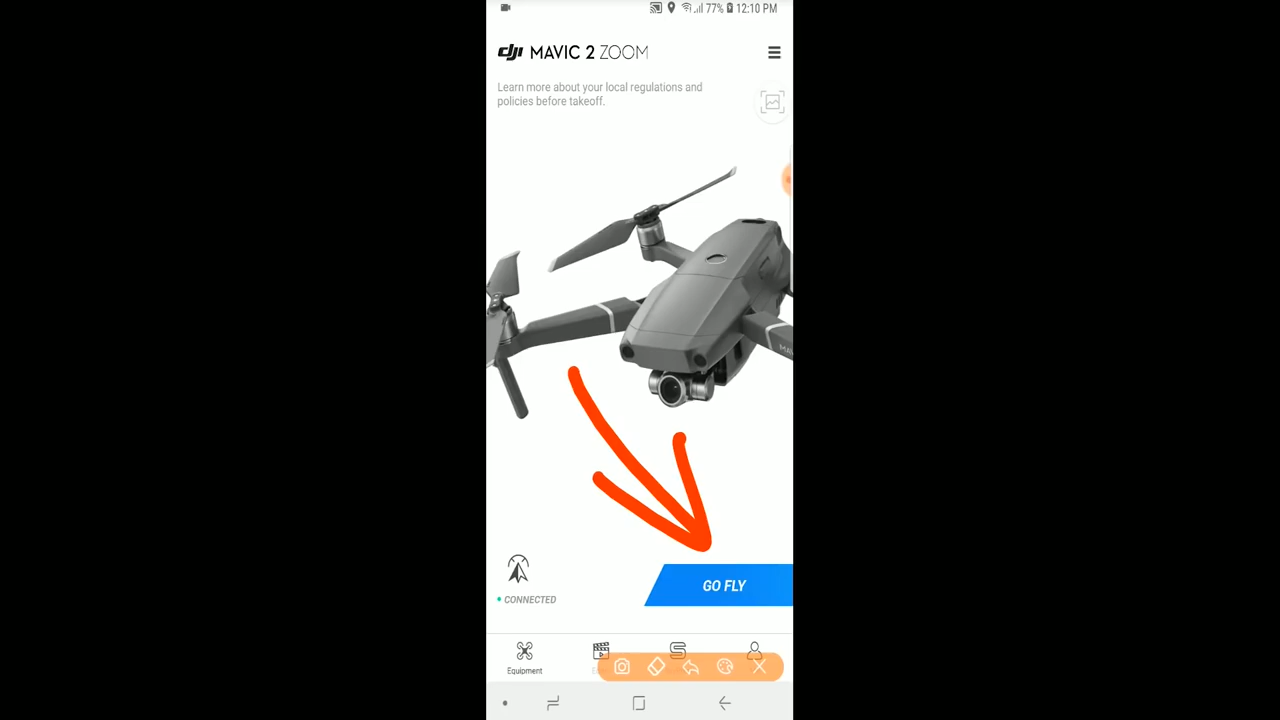 77% 12:10 PM
dji MAVIC 2 ZOOM
Learn more about your local regulations and
policies before takeoff.
CONNECTED
GO FLY
Equipment